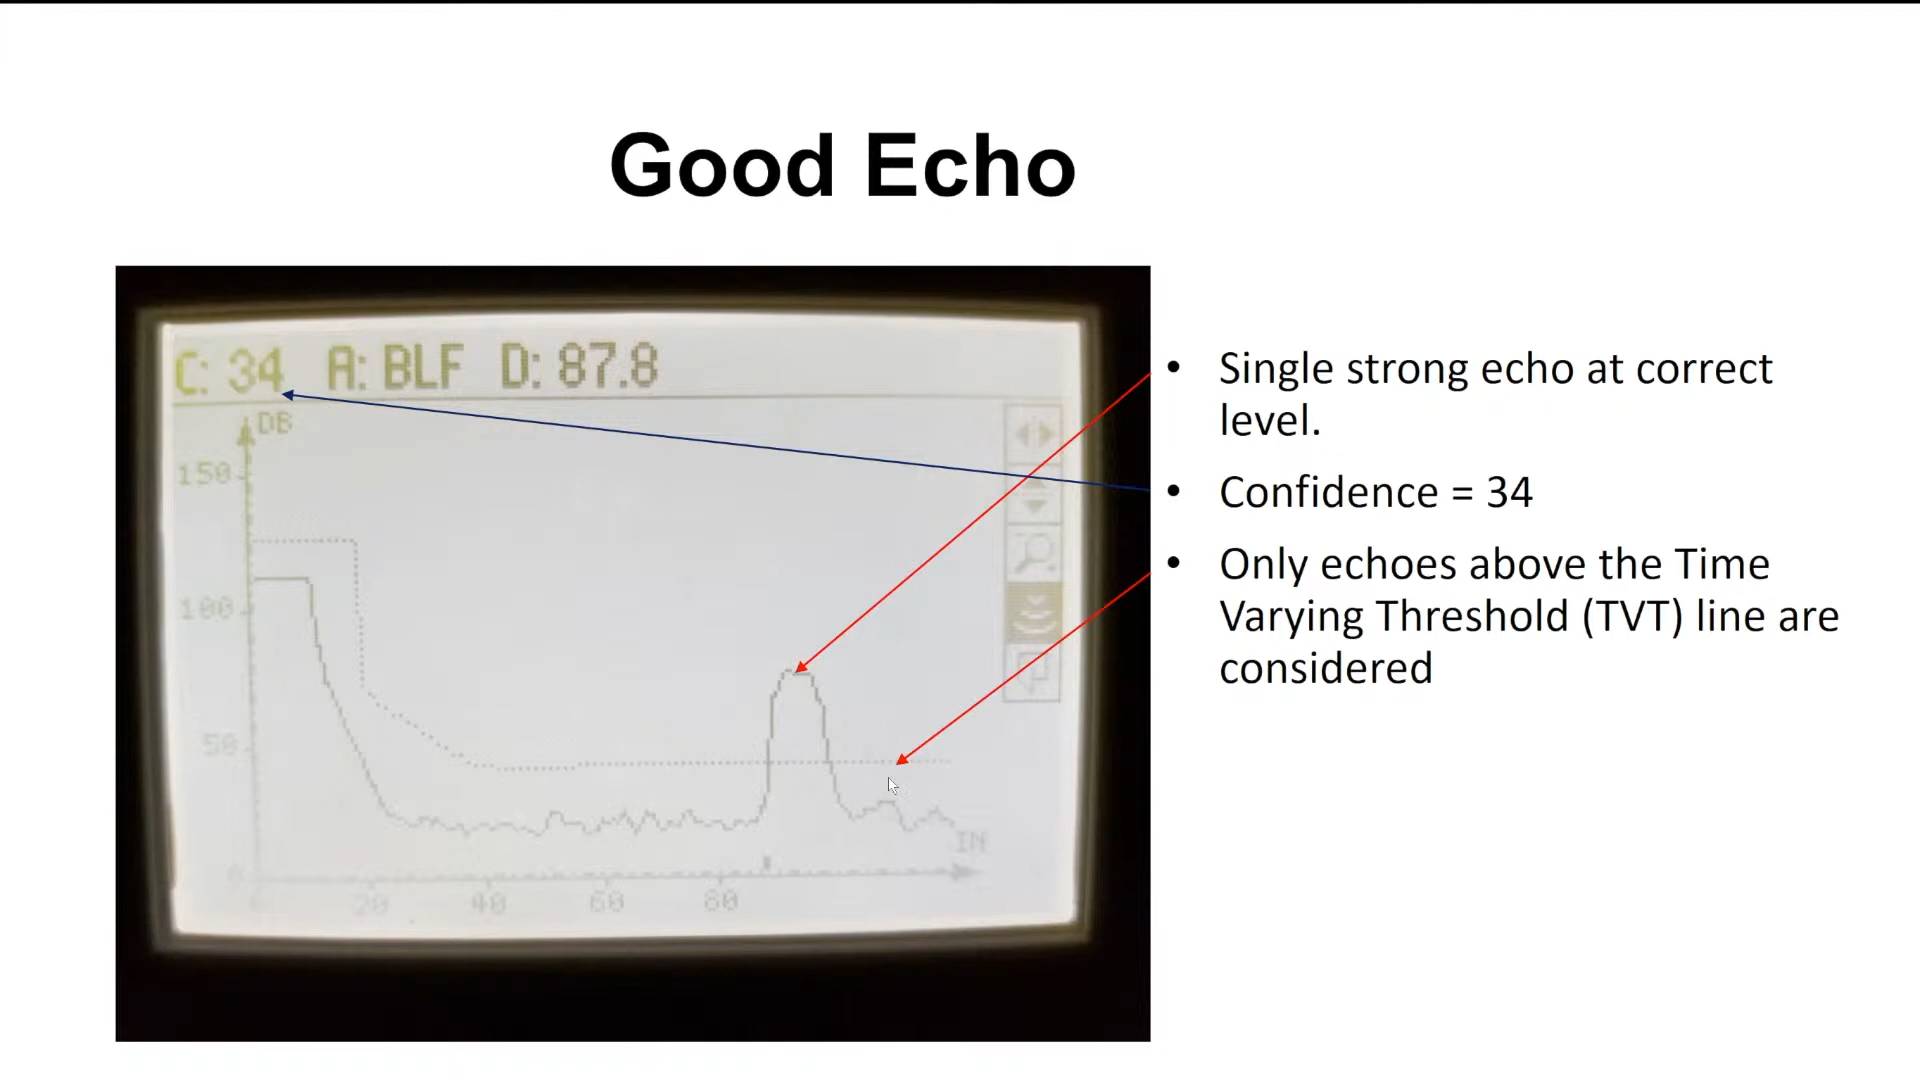 Good Echo
C: 34 A: BLF D: 87.8
DB
150
100
50
0
IN
20 40 60 80
• Single strong echo at correct
level.
• Confidence = 34
• Only echoes above the Time
Varying Threshold (TVT) line are
considered